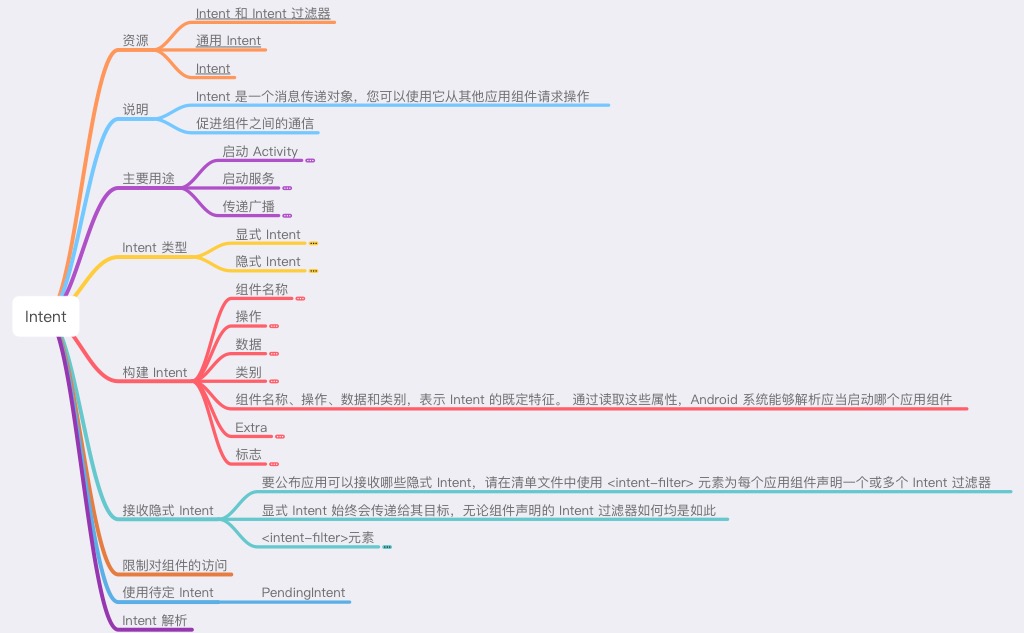 Intent 和 Intent 过滤器
资源
通用 Intent
Intent
Intent 是一个消息传递对象，您可以使用它从其他应用组件请求操作
说明
促进组件之间的通信
启动 Activity
主要用途
启动服务
传递广播
显式 Intent
Intent 类型
隐式 Intent
组件名称
Intent
操作
数据
构建 Intent
类别
组件名称、操作、数据和类别，表示 Intent 的既定特征。 通过读取这些属性，Android 系统能够解析应当启动哪个应用组件
Extra
标志
要公布应用可以接收哪些隐式 Intent，请在清单文件中使用 <intent-filter> 元素为每个应用组件声明一个或多个 Intent 过滤器
接收隐式 Intent
显式 Intent 始终会传递给其目标，无论组件声明的 Intent 过滤器如何均是如此
<intent-filter>元素
限制对组件的访问
使用待定 Intent
PendingIntent
Intent 解析